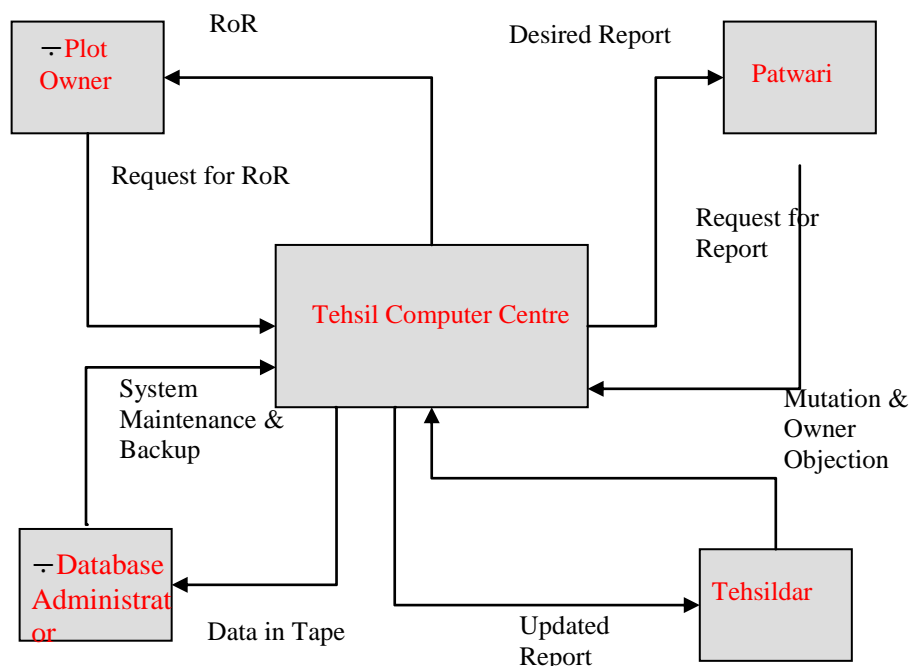 RoR
Desired Report
÷Plot
Owner
Patwari
Request for RoR
Request for
Report
Tehsil Computer Centre
System
Maintenance &
Backup
Mutation &
Owner
Objection
÷Database
Administrat
or
Tehsildar
Data in Tape
Updated
Report